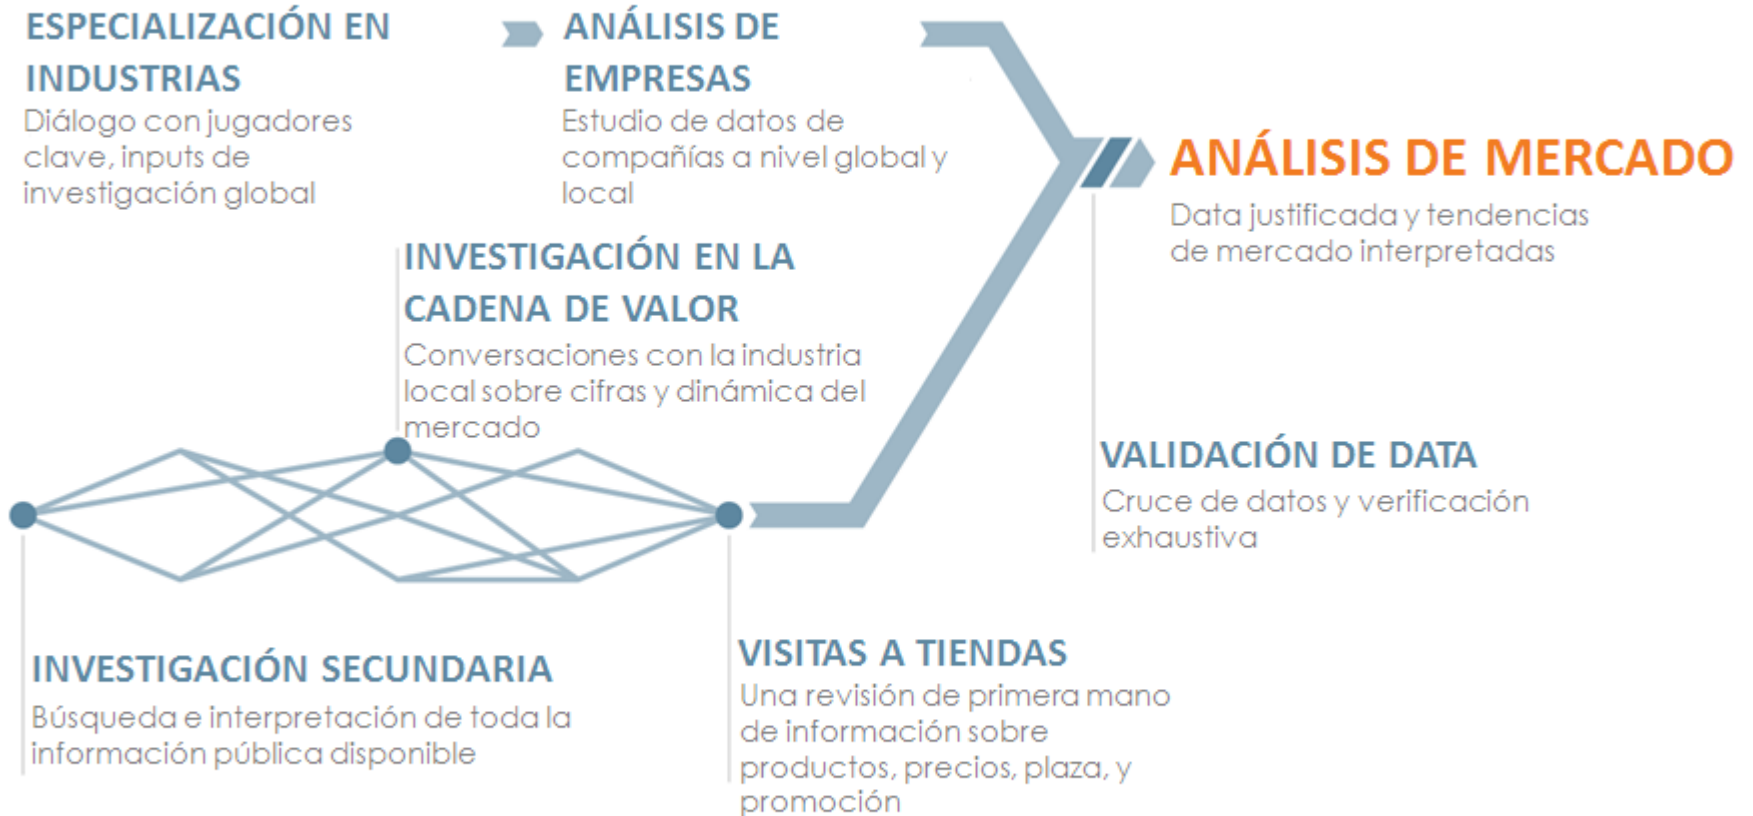 ESPECIALIZACIÓN EN
INDUSTRIAS
Diálogo con jugadores
clave, inputs de
investigación global
ANÁLISIS DE
EMPRESAS
Estudio de datos de
compañías a nivel global y
local
ANÁLISIS DE MERCADO
Data justificada y tendencias
de mercado interpretadas
INVESTIGACIÓN EN LA
CADENA DE VALOR
Conversaciones con la industria
local sobre cifras y dinámica del
mercado
VALIDACIÓN DE DATA
Cruce de datos y verificación
exhaustiva
INVESTIGACIÓN SECUNDARIA
Búsqueda e interpretación de toda la
información pública disponible
VISITAS A TIENDAS
Una revisión de primera mano
de información sobre
productos, precios, plaza, y
promoción